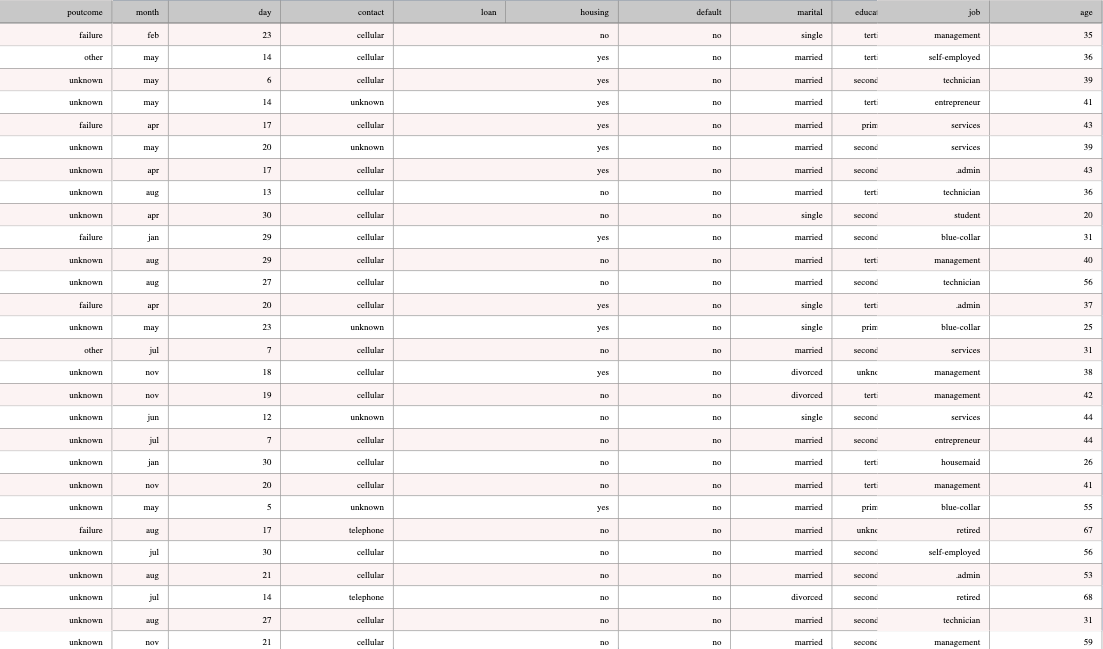 poutcome month day contact loan housing default marital educat job age
failure feb 23 cellular no no single terti management 35
other may 14 cellular yes no married terti self-employed 36
unknown may 6 cellular yes no married second technician 39
unknown may 14 unknown yes no married terti entrepreneur 41
failure apr 17 cellular yes no married prim services 43
unknown may 20 unknown yes no married second services 39
unknown apr 17 cellular yes no married second .admin 43
unknown aug 13 cellular no no married terti technician 36
unknown apr 30 cellular no no single second student 20
failure jan 29 cellular yes no married second blue-collar 31
unknown aug 29 cellular no no married terti management 40
unknown aug 27 cellular no no married second technician 56
failure apr 20 cellular yes no single terti .admin 37
unknown may 23 unknown yes no single prim blue-collar 25
other jul 7 cellular no no married second services 31
unknown nov 18 cellular yes no divorced unkno management 38
unknown nov 19 cellular no no divorced terti management 42
unknown jun 12 unknown no no single second services 44
unknown jul 7 cellular no no married second entrepreneur 44
unknown jan 30 cellular no no married terti housemaid 26
unknown nov 20 cellular no no married terti management 41
unknown may 5 unknown yes no married prim blue-collar 55
failure aug 17 telephone no no married unkno retired 67
unknown jul 30 cellular no no married second self-employed 56
unknown aug 21 cellular no no married second .admin 53
unknown jul 14 telephone no no divorced second retired 68
unknown aug 27 cellular no no married second technician 31
unknown nov 21 cellular no no married second management 59